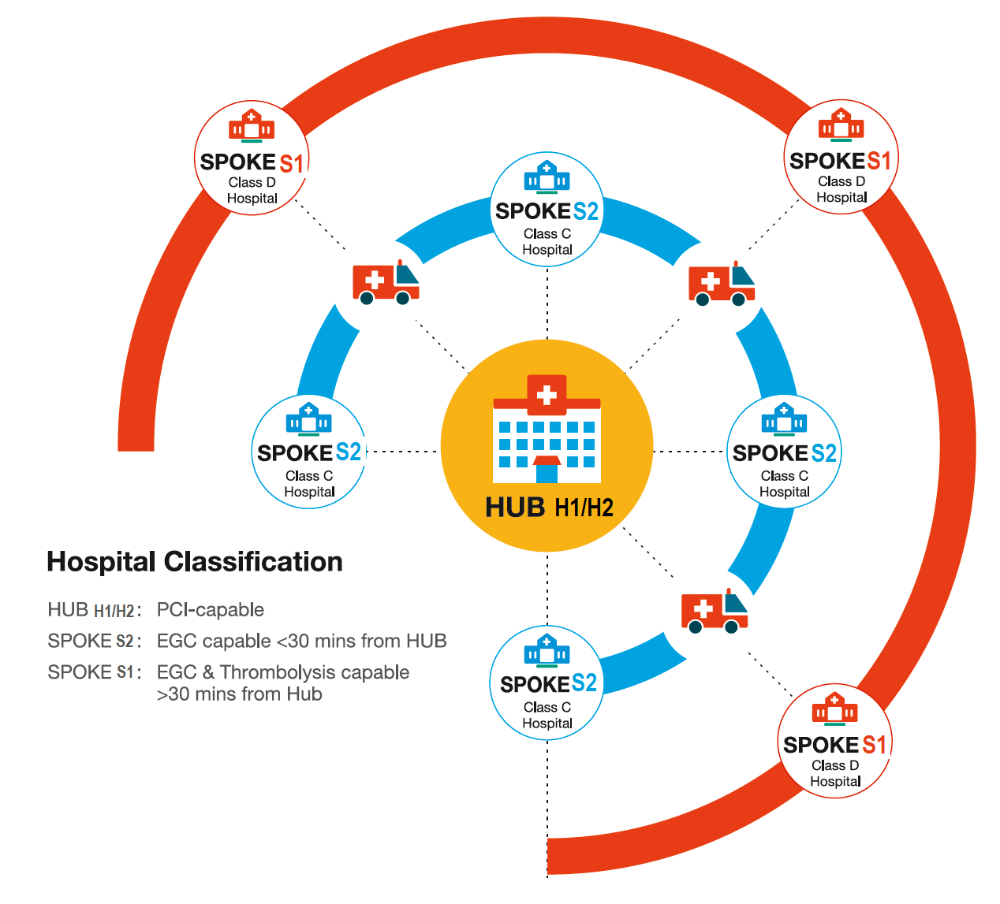 SPOKE S1
Class D
Hospital
SPOKE S1
Class D
Hospital
SPOKE S2
Class C
Hospital
SPOKE S2
Class C
Hospital
SPOKE S2
Class C
Hospital
HUB H1/H2
Hospital Classification
HUB H1/H2: PCI-capable
SPOKE S2: EGC capable <30 mins from HUB
SPOKE S1: EGC & Thrombolysis capable
>30 mins from Hub
SPOKE S2
Class C
Hospital
SPOKE S1
Class D
Hospital